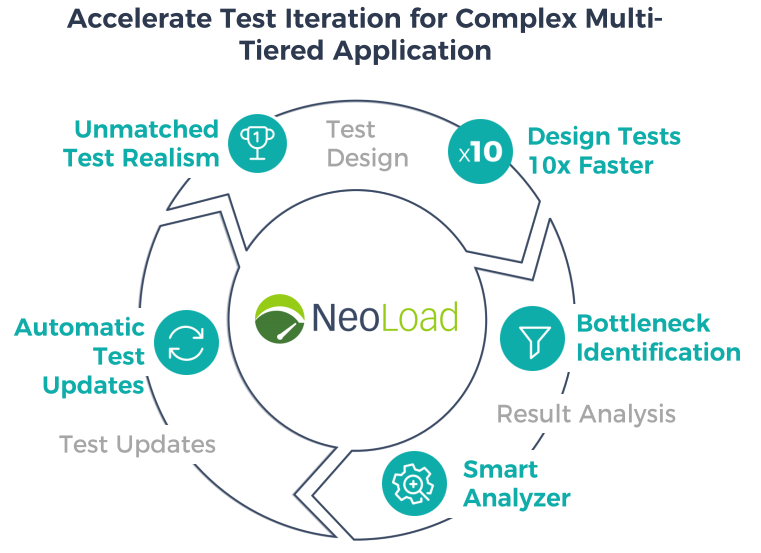 Accelerate Test Iteration for Complex Multi-
Tiered Application
Unmatched
Test Realism
1
Test
Design
x10
Design Tests
10x Faster
NeoLoad
Automatic
Test
Updates
Bottleneck
Identification
Result Analysis
Test Updates
Smart
Analyzer